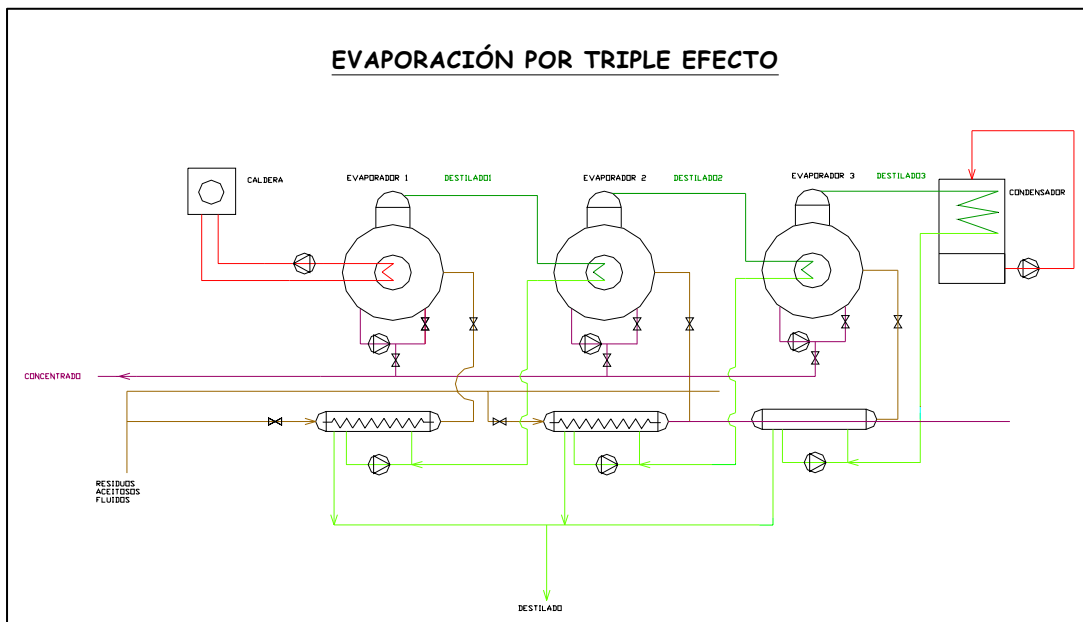 EVAPORACIÓN POR TRIPLE EFECTO
CALDERA
EVAPORADOR 1
DESTILADO1
EVAPORADOR 2
DESTILADO2
EVAPORADOR 3
DESTILADO3
CONDENSADOR
CONCENTRADO
RESIDUOS
ACEITOSOS
FLUIDOS
DESTILADO